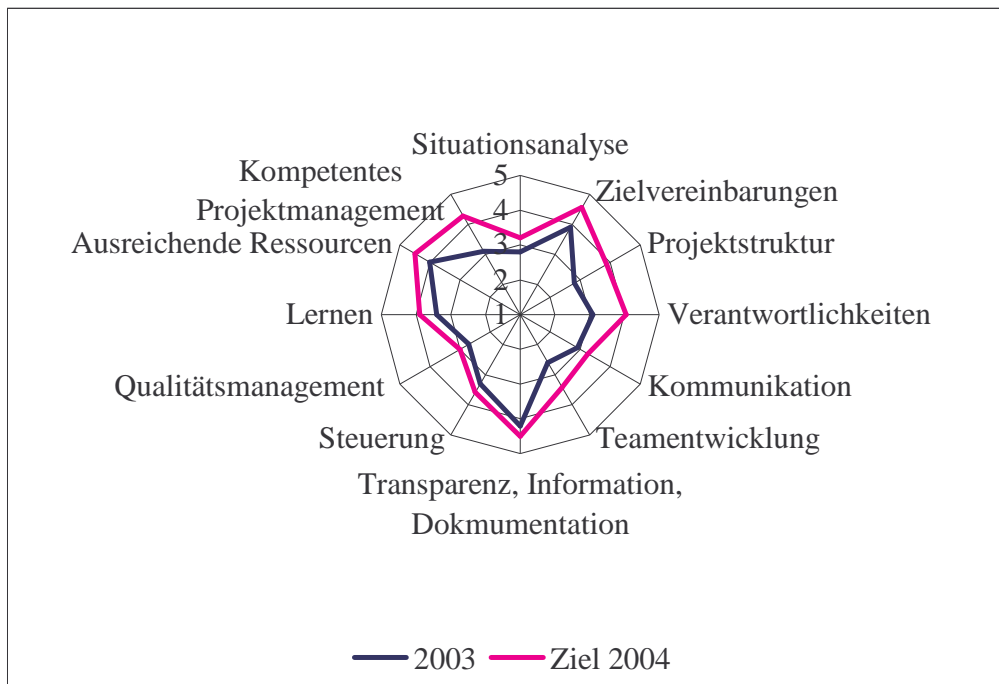 Situationsanalyse
Kompetentes
Projektmanagement
Zielvereinbarungen
Ausreichende Ressourcen
Projektstruktur
Lernen
Verantwortlichkeiten
Qualitätsmanagement
Kommunikation
Steuerung
Teamentwicklung
Transparenz, Information,
Dokmumentation
5
4
3
2
1
2003
Ziel 2004